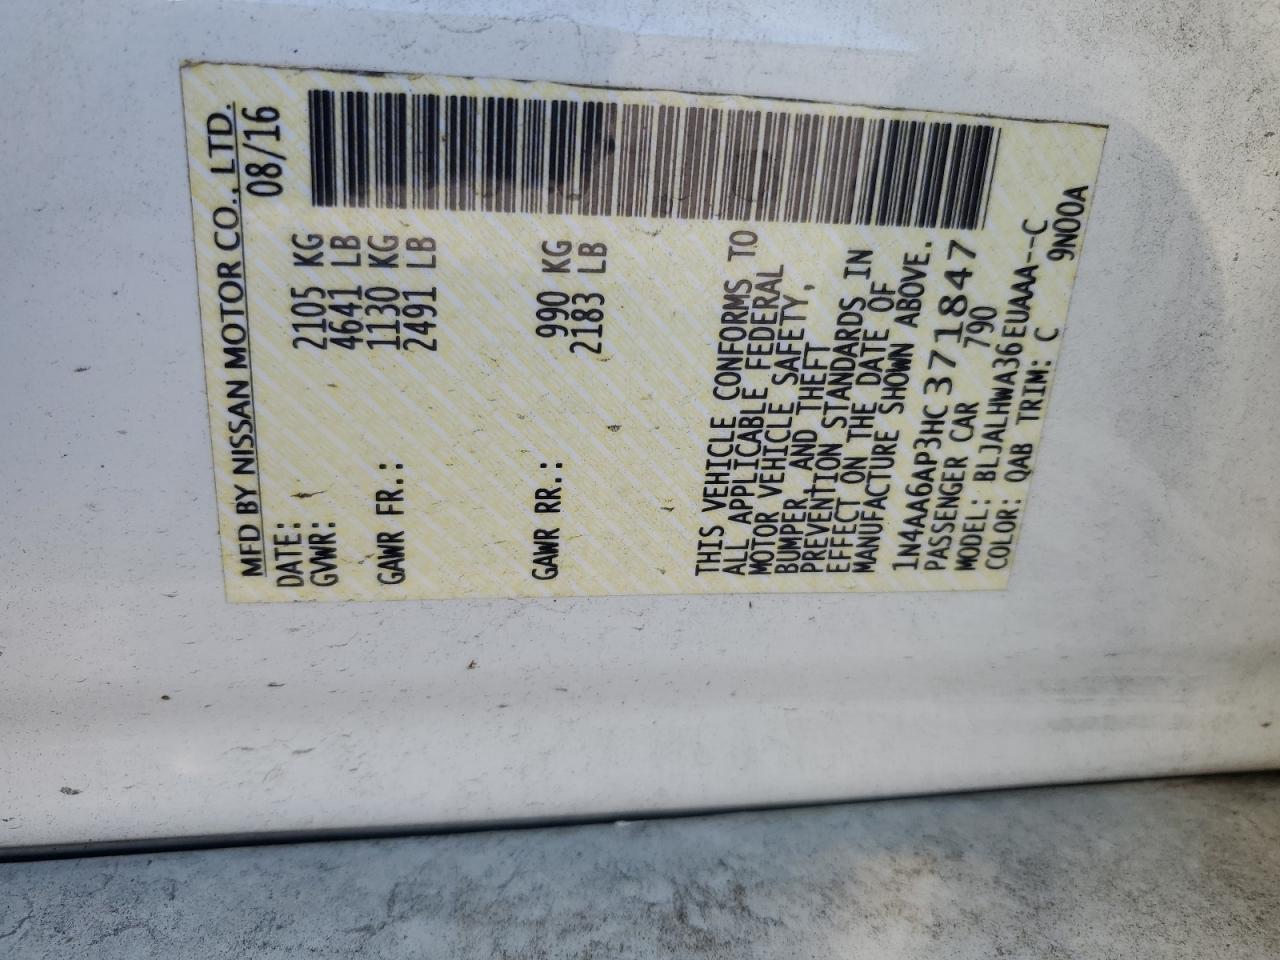 MFD BY NISSAN MOTOR CO., LTD.
DATE: 08/16
GVWR: 2105 KG
4641 LB
GAWR FR.: 1130 KG
2491 LB
GAWR RR.: 990 KG
2183 LB
THIS VEHICLE CONFORMS TO
ALL APPLICABLE FEDERAL
MOTOR VEHICLE SAFETY,
BUMPER AND THEFT
PREVENTION STANDARDS IN
EFFECT ON THE DATE OF
MANUFACTURE SHOWN ABOVE.
1N4AA6AP3HC371847
PASSENGER CAR 790
MODEL: BLJALHWA36EUAAA--C
COLOR: QAB TRIM: C 9N00A